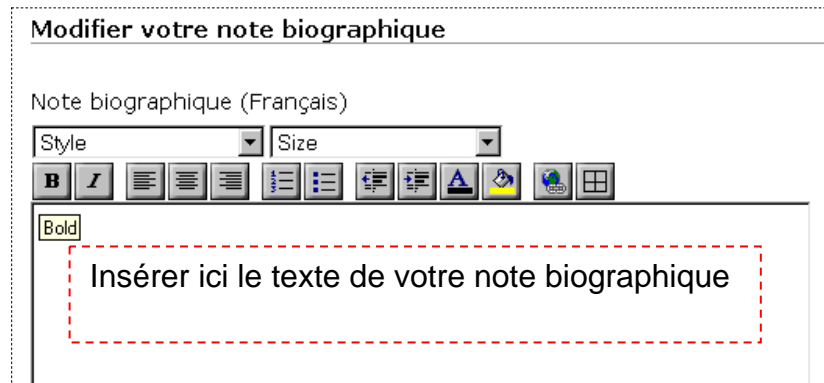 Modifier votre note biographique
Note biographique (Français)
Style Size
B I A
Bold
Insérer ici le texte de votre note biographique